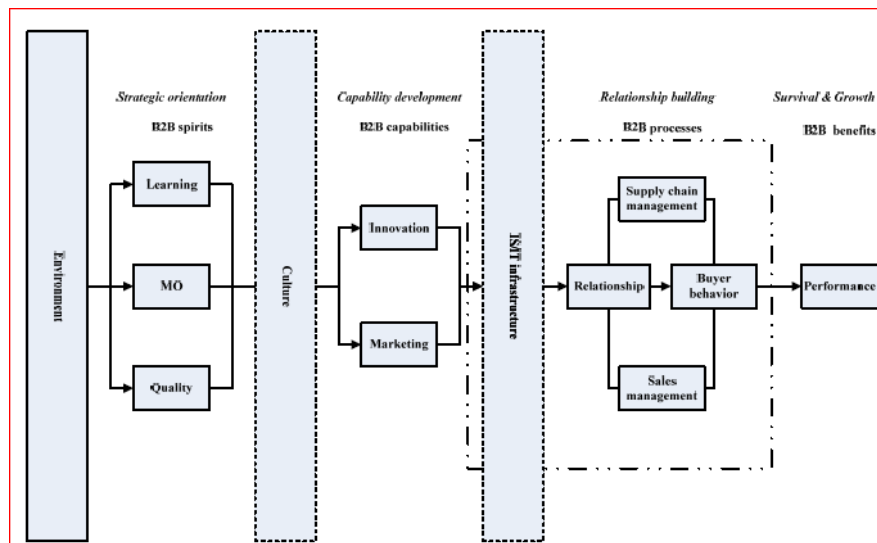 Strategic orientation
Capability development
Relationship building
Survival & Growth
B2B spirits
B2B capabilities
B2B processes
B2B benefits
Environment
Learning
MO
Quality
Culture
Innovation
Marketing
IS/IT infrastructure
Supply chain
management
Relationship
Buyer
behavior
Sales
management
Performance